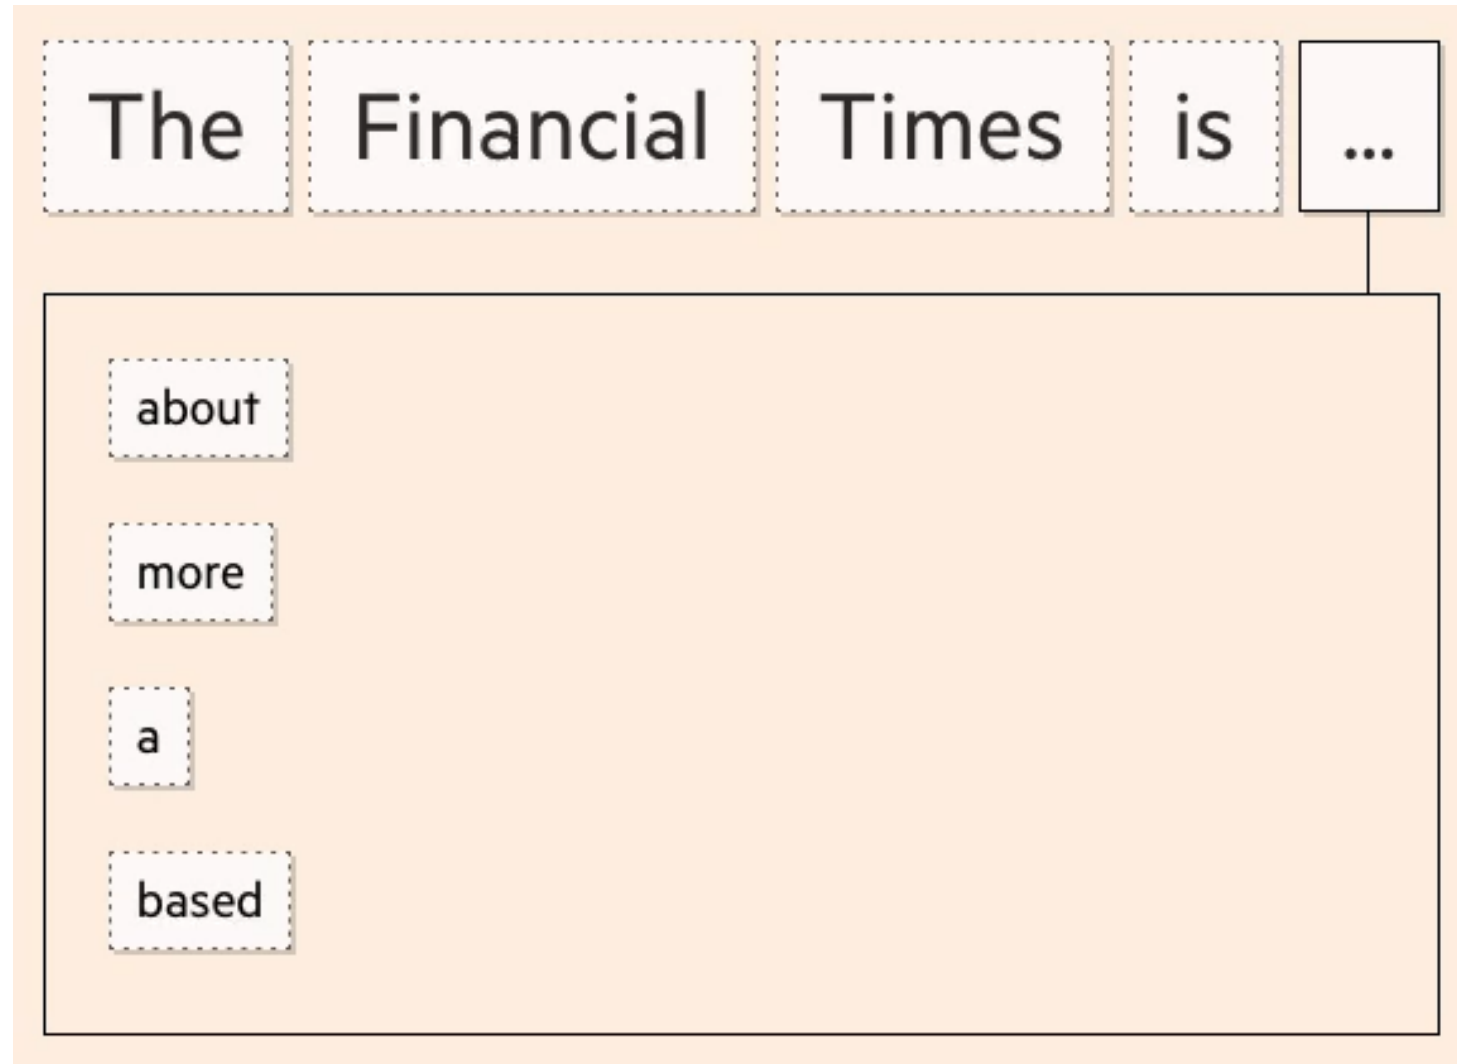 The Financial Times is ...
about
more
a
based